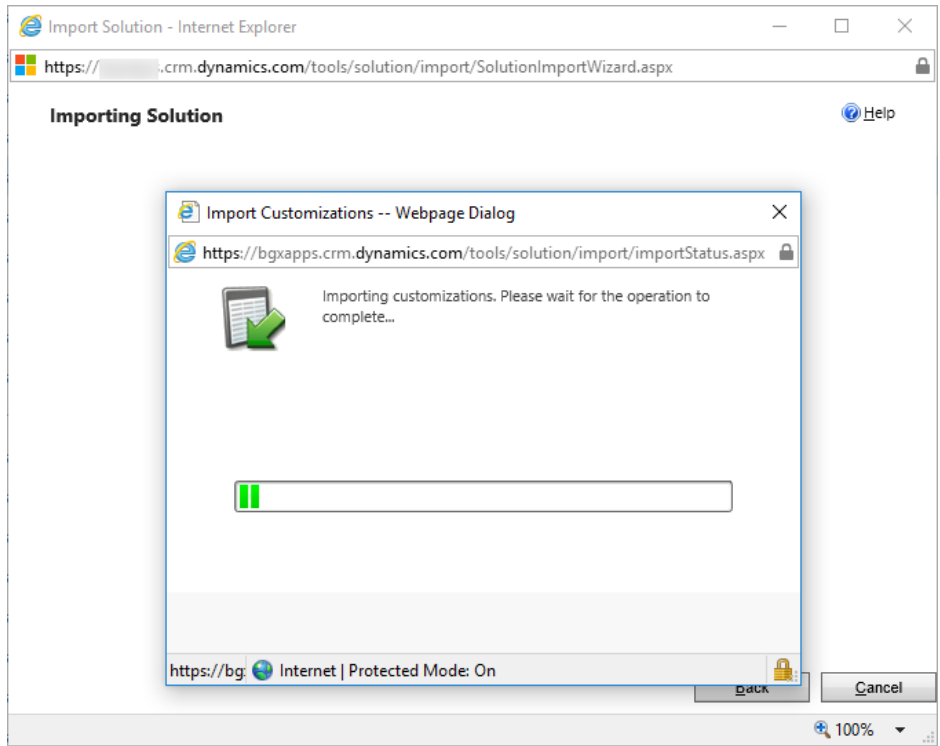 Import Solution - Internet Explorer
https:// .crm.dynamics.com/tools/solution/import/SolutionImportWizard.aspx
Importing Solution
Help
Import Customizations -- Webpage Dialog
https://bgxapps.crm.dynamics.com/tools/solution/import/importStatus.aspx
Importing customizations. Please wait for the operation to
complete...
https://bg: Internet | Protected Mode: On
Back
Cancel
100%